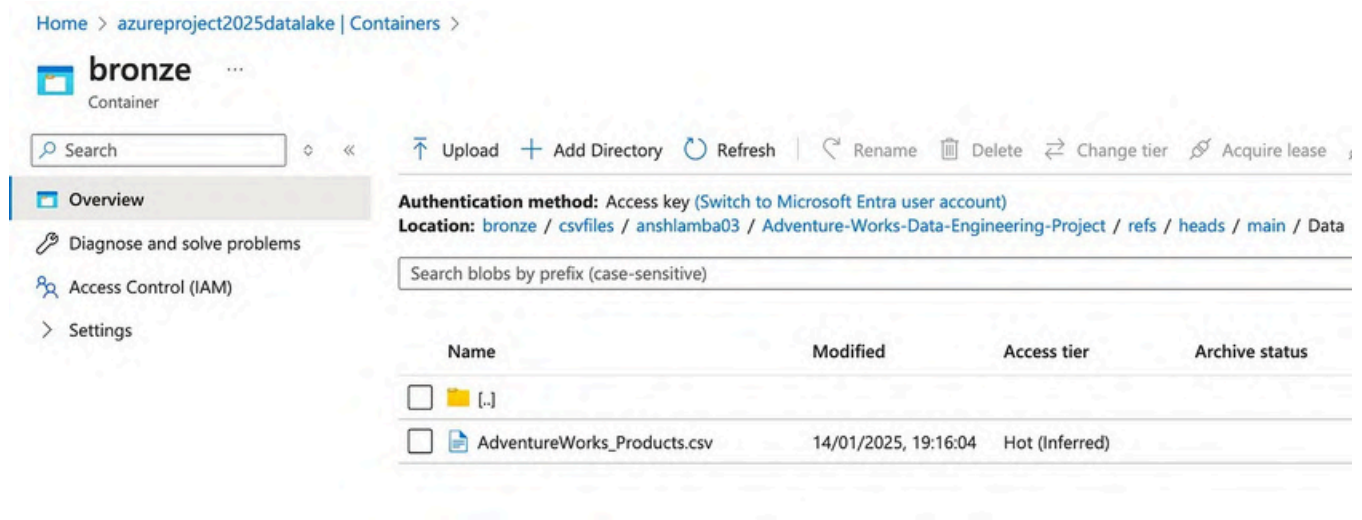 Home > azureproject2025datalake | Containers >
bronze ...
Container
Search
Overview
Diagnose and solve problems
Access Control (IAM)
Settings
Upload Add Directory Refresh Rename Delete Change tier Acquire lease
Authentication method: Access key (Switch to Microsoft Entra user account)
Location: bronze / csvfiles / anshlamba03 / Adventure-Works-Data-Engineering-Project / refs / heads / main / Data
Search blobs by prefix (case-sensitive)
Name Modified Access tier Archive status
[..]
AdventureWorks_Products.csv 14/01/2025, 19:16:04 Hot (Inferred)